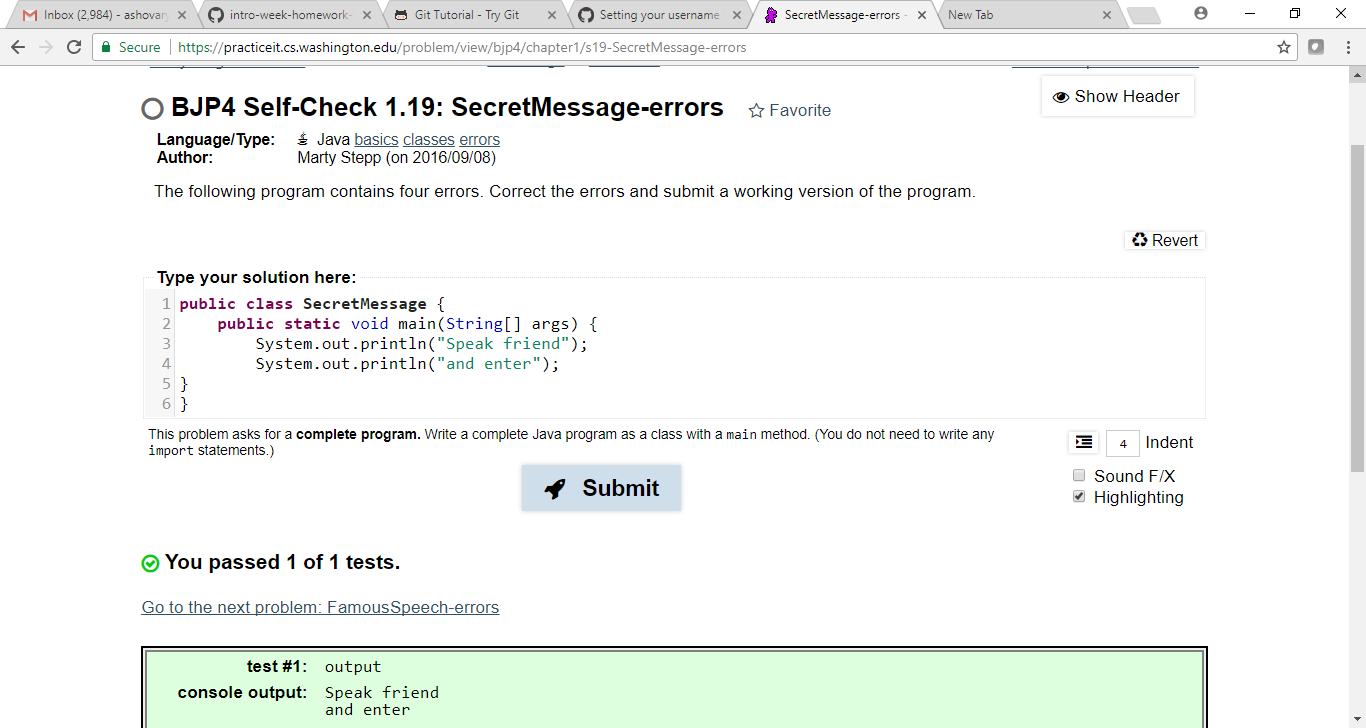 Inbox (2,984) - ashovar
intro-week-homework-
Git Tutorial - Try Git
Setting your username
SecretMessage-errors -
New Tab
Secure
https://practiceit.cs.washington.edu/problem/view/bjp4/chapter1/s19-SecretMessage-errors
Show Header
BJP4 Self-Check 1.19: SecretMessage-errors
Favorite
Language/Type: Java basics classes errors
Author: Marty Stepp (on 2016/09/08)
The following program contains four errors. Correct the errors and submit a working version of the program.
Revert
Type your solution here:
1 public class SecretMessage {
2     public static void main(String[] args) {
3         System.out.println("Speak friend");
4         System.out.println("and enter");
5 }
6 }
This problem asks for a complete program. Write a complete Java program as a class with a main method. (You do not need to write any
import statements.)
4 Indent
Sound F/X
Highlighting
Submit
You passed 1 of 1 tests.
Go to the next problem: FamousSpeech-errors
test #1: output
console output: Speak friend
and enter